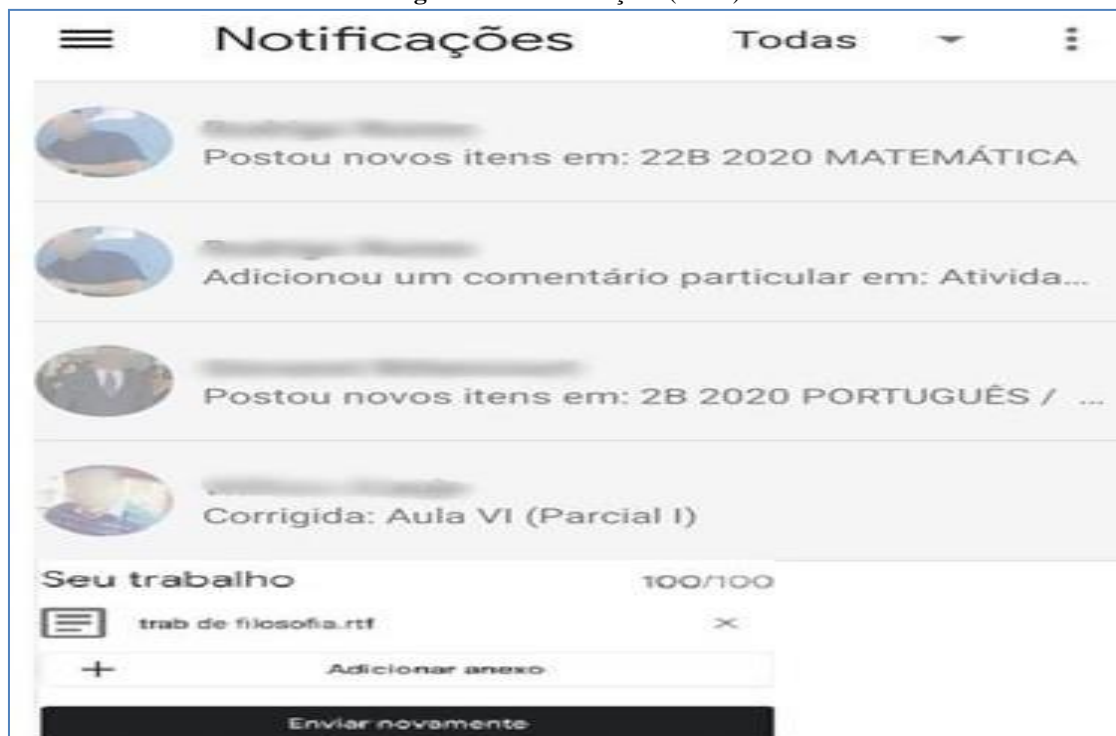 Notificações Todas
Postou novos itens em: 22B 2020 MATEMÁTICA
Adicionou um comentário particular em: Ativida...
Postou novos itens em: 2B 2020 PORTUGUÊS / ...
Corrigida: Aula VI (Parcial I)
Seu trabalho 100/100
trab de filosofia.rtf
+ Adicionar anexo
Enviar novamente